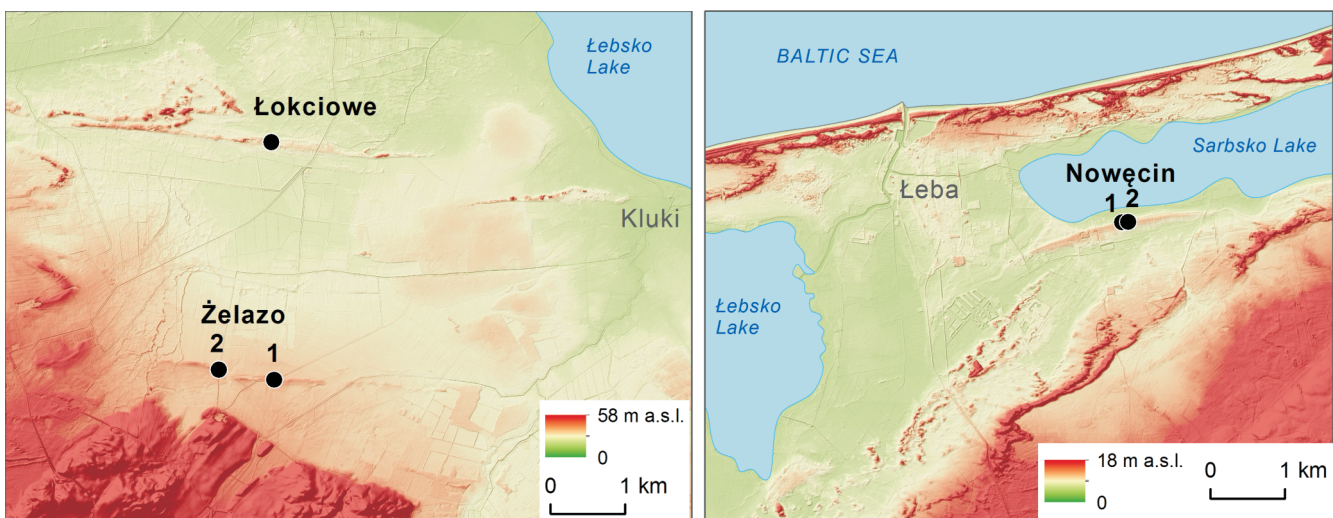 Łebsko
Lake
Łokciowe
Kluki
Żelazo
2
1
58 m a.s.l.
0
0 1 km
BALTIC SEA
Sarbsko Lake
Nowęcin
1 2
Łeba
Łebsko
Lake
18 m a.s.l.
0
0 1 km